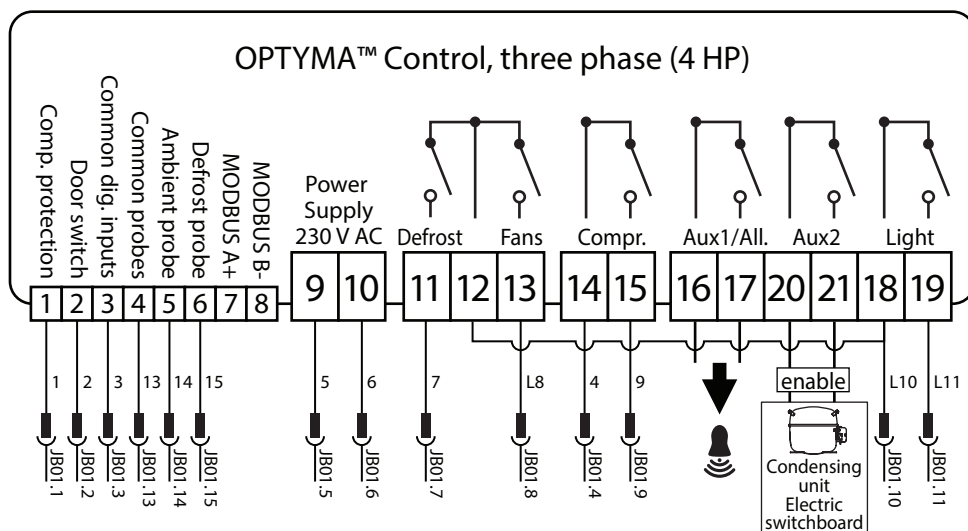 OPTYMA™ Control, three phase (4 HP)
Comp. protection
Door switch
Common dig. inputs
Common probes
Ambient probe
Defrost probe
MODBUS A+
MODBUS B-
Power
Supply
230 V AC
Defrost
Fans
Compr.
Aux1/All.
Aux2
Light
1 2 3 4 5 6 7 8
9 10
11 12 13
14 15
16 17 20 21 18 19
1 2 3 13 14 15
5 6
7 L8
4 9
enable
L10 L11
JB01.1
JB01.2
JB01.3
JB01.13
JB01.14
JB01.15
JB01.5
JB01.6
JB01.7
JB01.8
JB01.4
JB01.9
Condensing
unit
Electric
switchboard
JB01.10
JB01.11